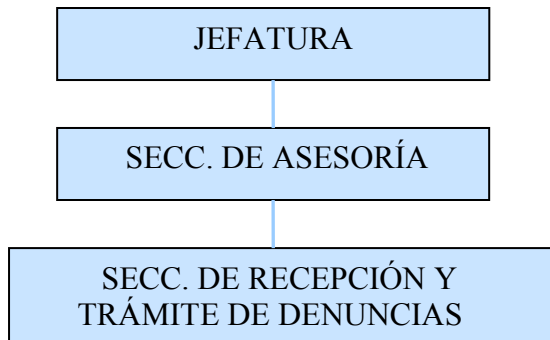 JEFATURA
SECC. DE ASESORÍA
SECC. DE RECEPCIÓN Y
TRÁMITE DE DENUNCIAS